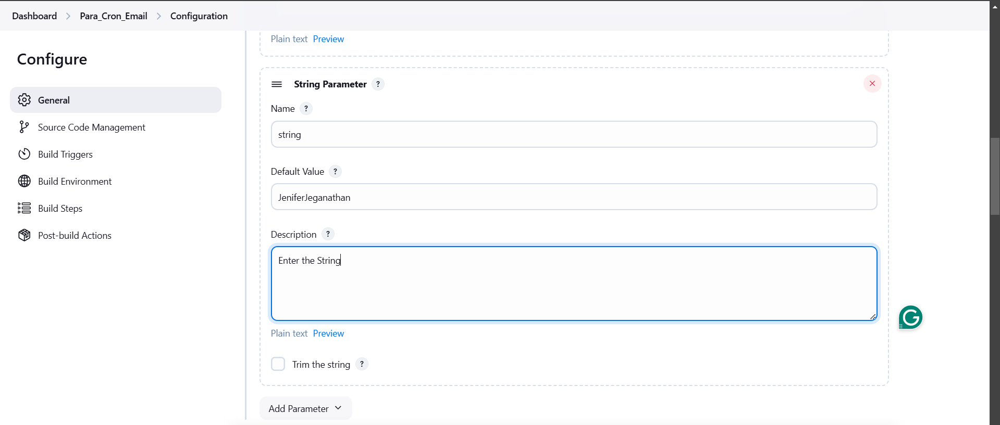 Dashboard > Para_Cron_Email > Configuration
Plain text Preview
Configure
General
Source Code Management
Build Triggers
Build Environment
Build Steps
Post-build Actions
String Parameter ?
Name ?
string
Default Value ?
JeniferJeganathan
Description ?
Enter the String
Plain text Preview
Trim the string ?
Add Parameter